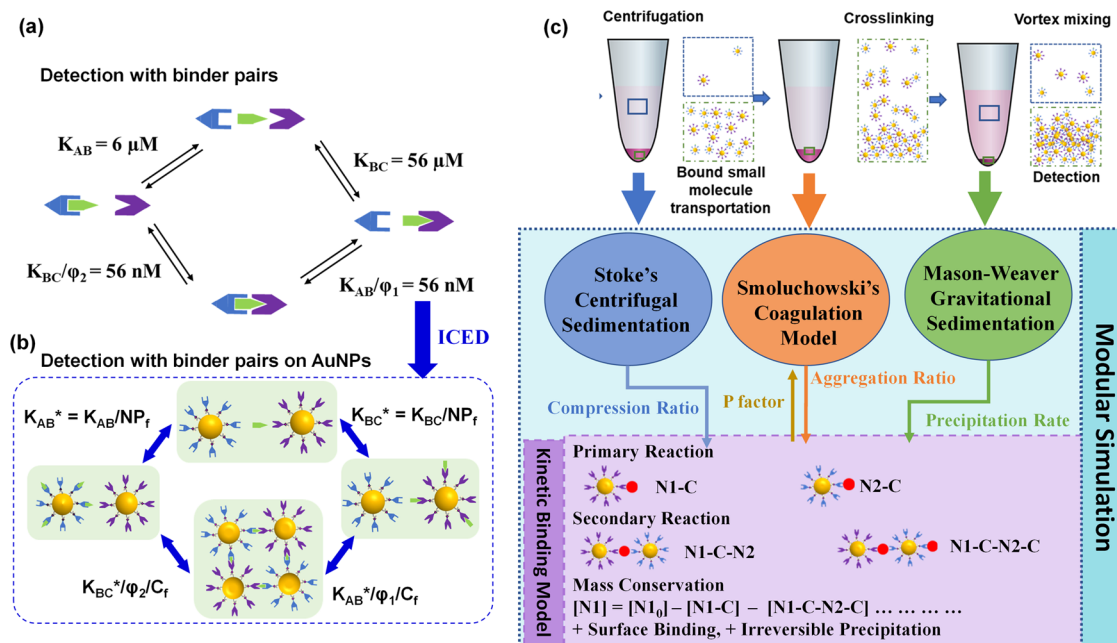 (a)
Detection with binder pairs
K_AB = 6 μM
K_BC = 56 μM
K_BC/φ₂ = 56 nM
K_AB/φ₁ = 56 nM
ICED
(b)
Detection with binder pairs on AuNPs
K_AB* = K_AB/NP_f
K_BC* = K_BC/NP_f
K_BC*/φ₂/C_f
K_AB*/φ₁/C_f
(c)
Centrifugation
Crosslinking
Vortex mixing
Bound small
molecule
transportation
Detection
Stoke's
Centrifugal
Sedimentation
Smoluchowski's
Coagulation
Model
Mason-Weaver
Gravitational
Sedimentation
Modular Simulation
Compression Ratio
P factor
Aggregation Ratio
Precipitation Rate
Kinetic Binding Model
Primary Reaction
N1-C
N2-C
Secondary Reaction
N1-C-N2
N1-C-N2-C
Mass Conservation
[N1] = [N1₀] – [N1-C] – [N1-C-N2-C] … … … …
+ Surface Binding, + Irreversible Precipitation